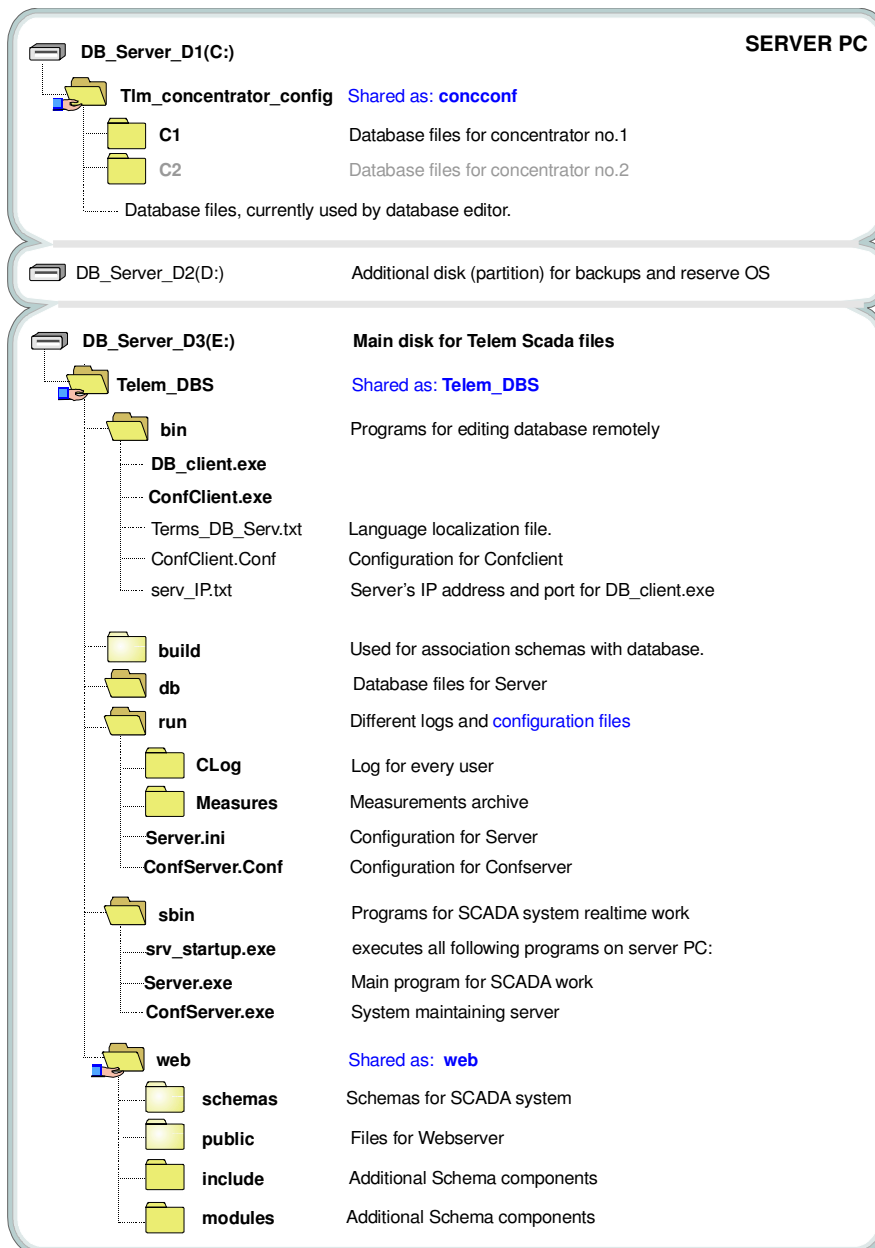 SERVER PC
DB_Server_D1(C:)
Tlm_concentrator_config Shared as: concconf
C1 Database files for concentrator no.1
C2 Database files for concentrator no.2
Database files, currently used by database editor.
DB_Server_D2(D:) Additional disk (partition) for backups and reserve OS
DB_Server_D3(E:) Main disk for Telem Scada files
Telem_DBS Shared as: Telem_DBS
bin Programs for editing database remotely
DB_client.exe
ConfClient.exe
Terms_DB_Serv.txt Language localization file.
ConfClient.Conf Configuration for Confclient
serv_IP.txt Server's IP address and port for DB_client.exe
build Used for association schemas with database.
db Database files for Server
run Different logs and configuration files
CLog Log for every user
Measures Measurements archive
Server.ini Configuration for Server
ConfServer.Conf Configuration for Confserver
sbin Programs for SCADA system realtime work
srv_startup.exe executes all following programs on server PC:
Server.exe Main program for SCADA work
ConfServer.exe System maintaining server
web Shared as: web
schemas Schemas for SCADA system
public Files for Webserver
include Additional Schema components
modules Additional Schema components